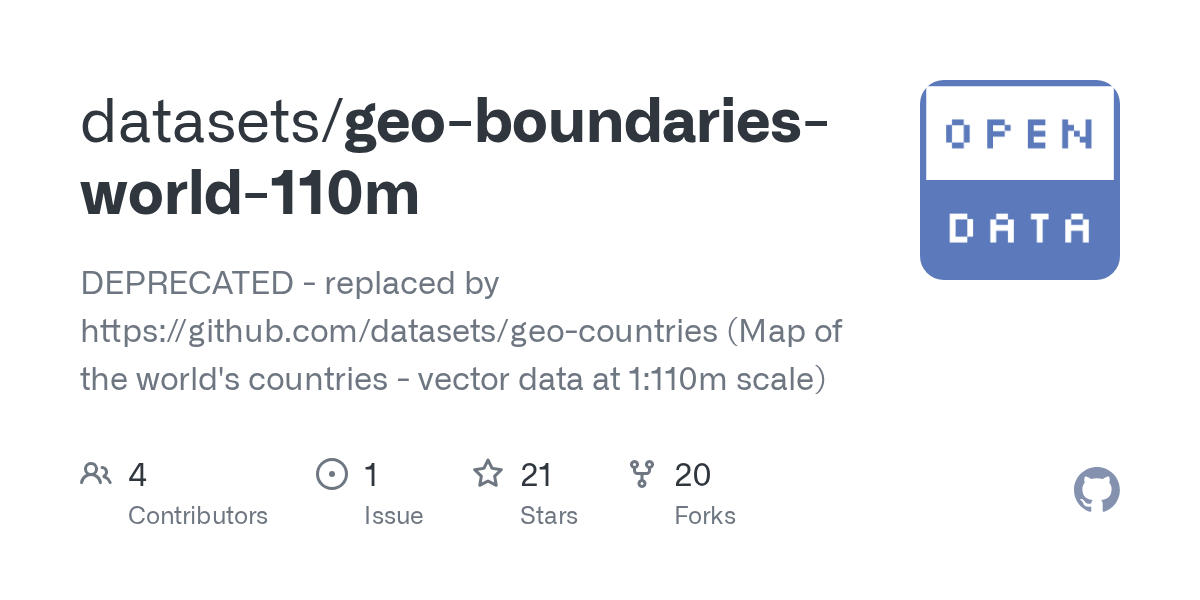 datasets/geo-boundaries-
world-110m
OPEN
DATA
DEPRECATED - replaced by
https://github.com/datasets/geo-countries (Map of
the world's countries - vector data at 1:110m scale)
4
Contributors
1
Issue
21
Stars
20
Forks